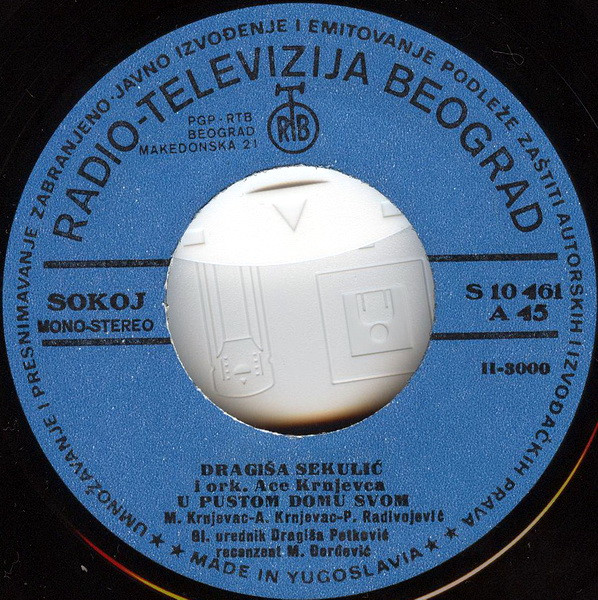 UMNOŽAVANJE I PRESNIMAVANJE ZABRANJENO·JAVNO IZVOĐENJE I EMITOVANJE PODLEŽE ZAŠTITI AUTORSKIH I IZVOĐAČKIH PRAVA
RADIO-TELEVIZIJA BEOGRAD
PGP-RTB
BEOGRAD
MAKEDONSKA 21
RTB
SOKOJ
MONO-STEREO
S 10 461
A 45
II-3000
DRAGIŠA SEKULIĆ
i ork. Ace Krnjevca
U PUSTOM DOMU SVOM
M. Krnjevac-A. Krnjevac-P. Radivojević
Gl. urednik Dragiša Petković
recenzent M. Đorđević
★★ MADE IN YUGOSLAVIA ★★